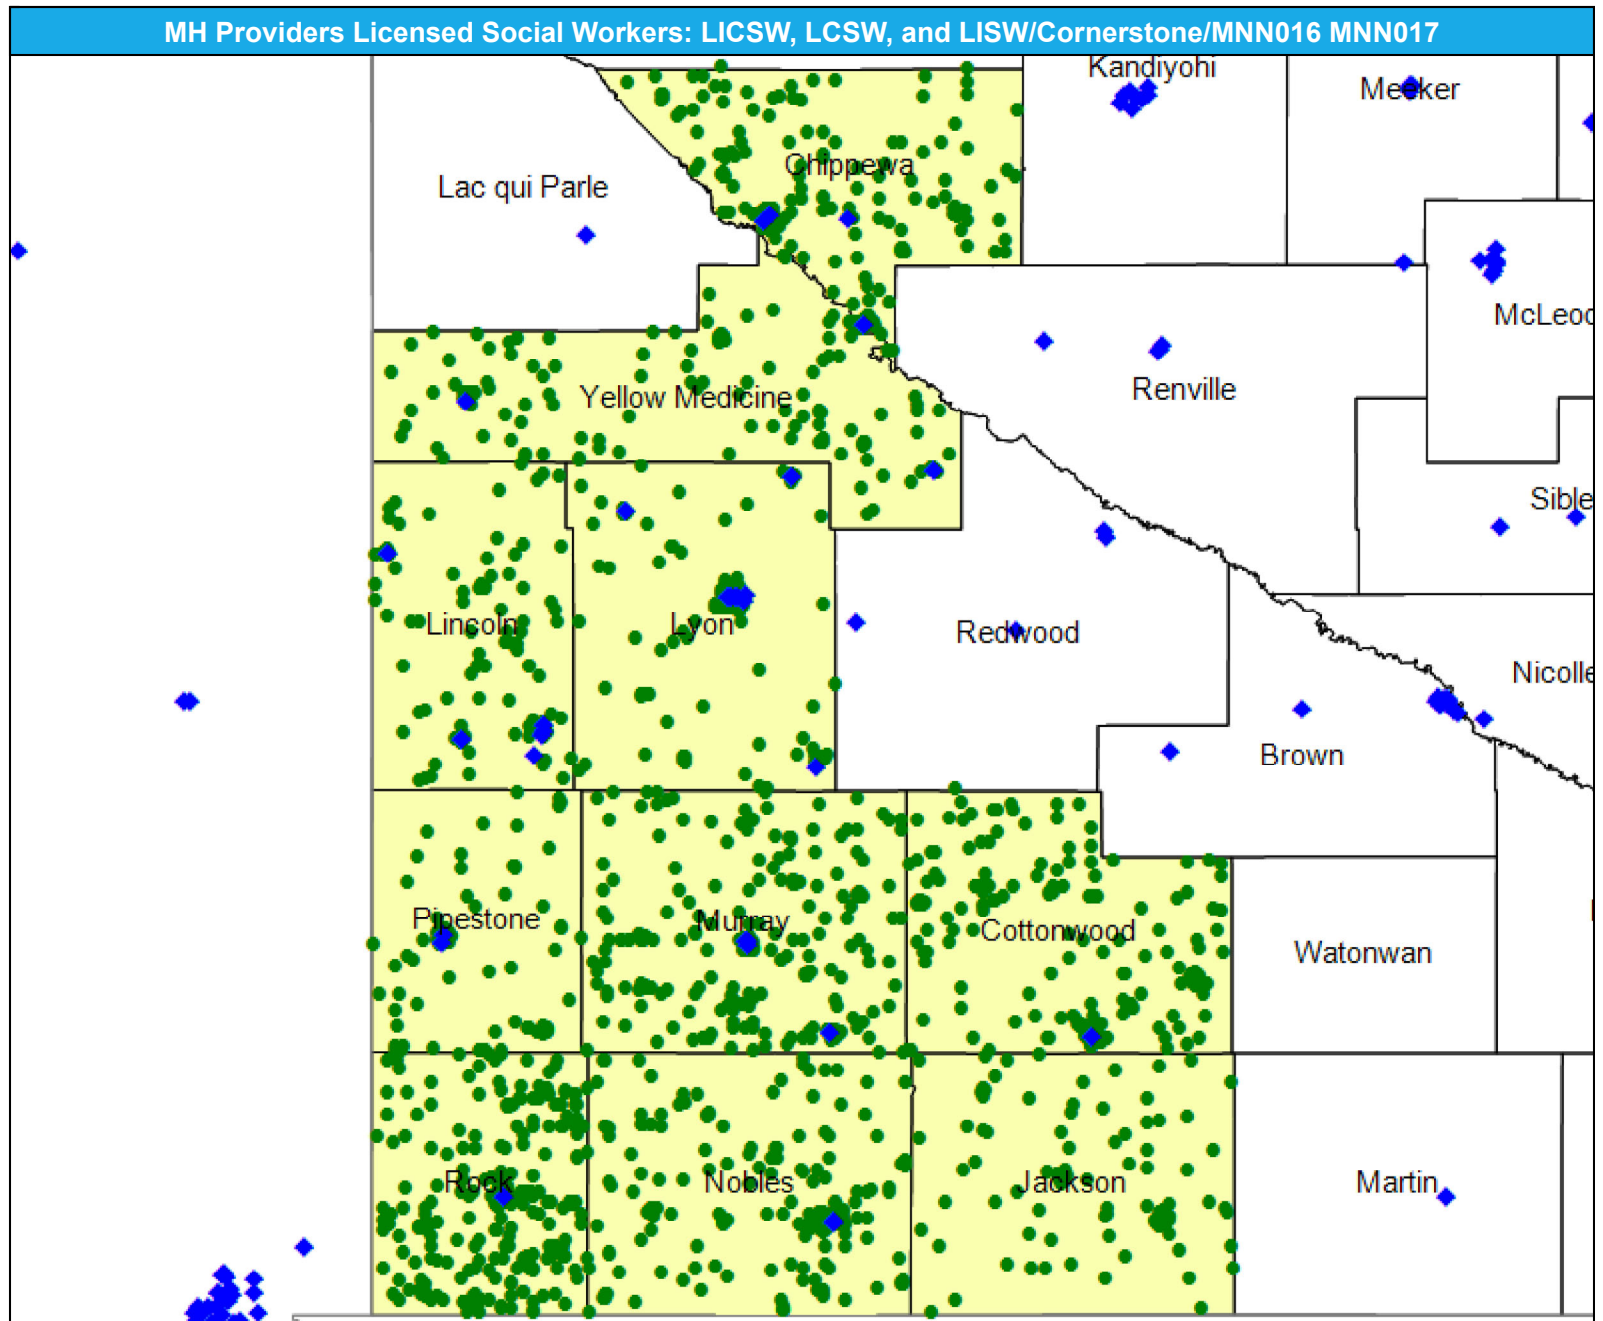 MH Providers Licensed Social Workers: LICSW, LCSW, and LISW/Cornerstone/MNN016 MNN017
Kandiyohi
Meeker
Chippewa
Lac qui Parle
McLeod
Renville
Yellow Medicine
Sible
Lincoln
Lyon
Redwood
Nicolle
Brown
Pipestone
Murray
Cottonwood
Watonwan
Rock
Nobles
Jackson
Martin